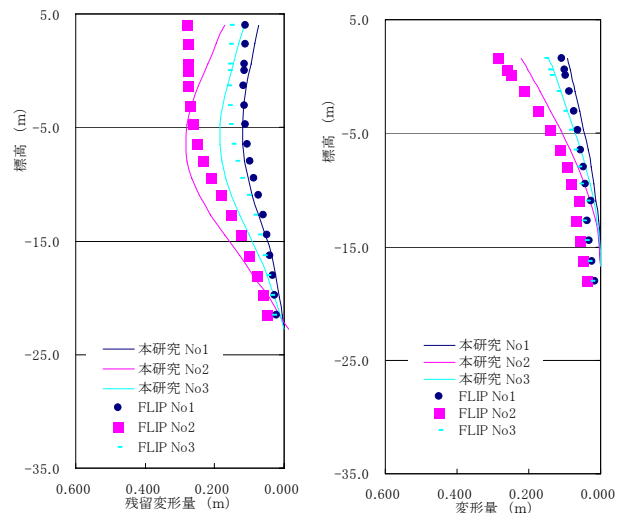 5.0
-5.0
-15.0
-25.0
-35.0
標高 (m)
本研究 No1
本研究 No2
本研究 No3
FLIP No1
FLIP No2
FLIP No3
0.600 0.400 0.200 0.000
残留変形量 (m)
5.0
-5.0
-15.0
-25.0
-35.0
標高 (m)
本研究 No1
本研究 No2
本研究 No3
FLIP No1
FLIP No2
FLIP No3
0.600 0.400 0.200 0.000
変形量 (m)